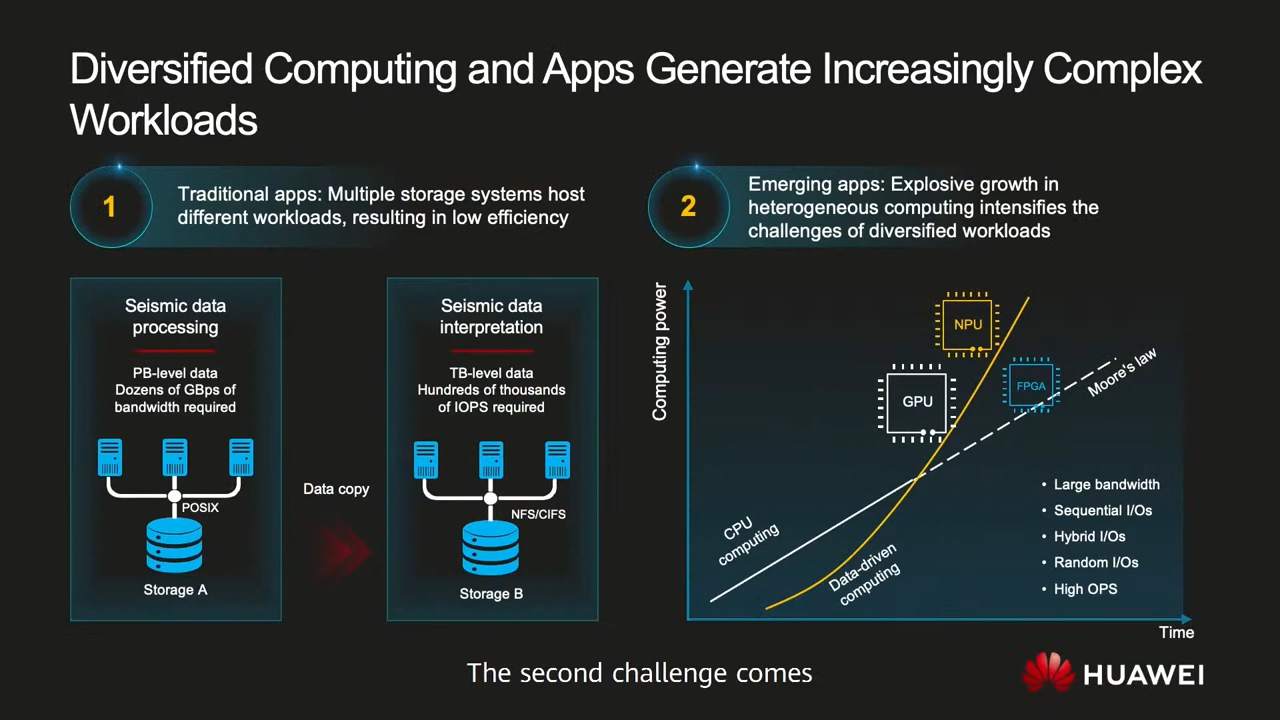 Diversified Computing and Apps Generate Increasingly Complex
Workloads
1
Traditional apps: Multiple storage systems host
different workloads, resulting in low efficiency
2
Emerging apps: Explosive growth in
heterogeneous computing intensifies the
challenges of diversified workloads
Seismic data
processing
PB-level data
Dozens of GBps of
bandwidth required
POSIX
Storage A
Data copy
Seismic data
interpretation
TB-level data
Hundreds of thousands
of IOPS required
NFS/CIFS
Storage B
Computing power
NPU
GPU
FPGA
Moore's law
CPU
computing
Data-driven
computing
• Large bandwidth
• Sequential I/Os
• Hybrid I/Os
• Random I/Os
• High OPS
Time
The second challenge comes
HUAWEI